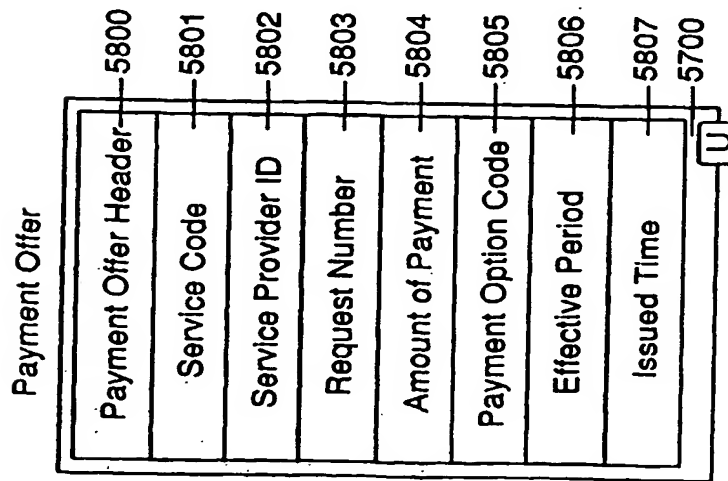 Payment Offer
Payment Offer Header 5800
Service Code 5801
Service Provider ID 5802
Request Number 5803
Amount of Payment 5804
Payment Option Code 5805
Effective Period 5806
Issued Time 5807
5700
U